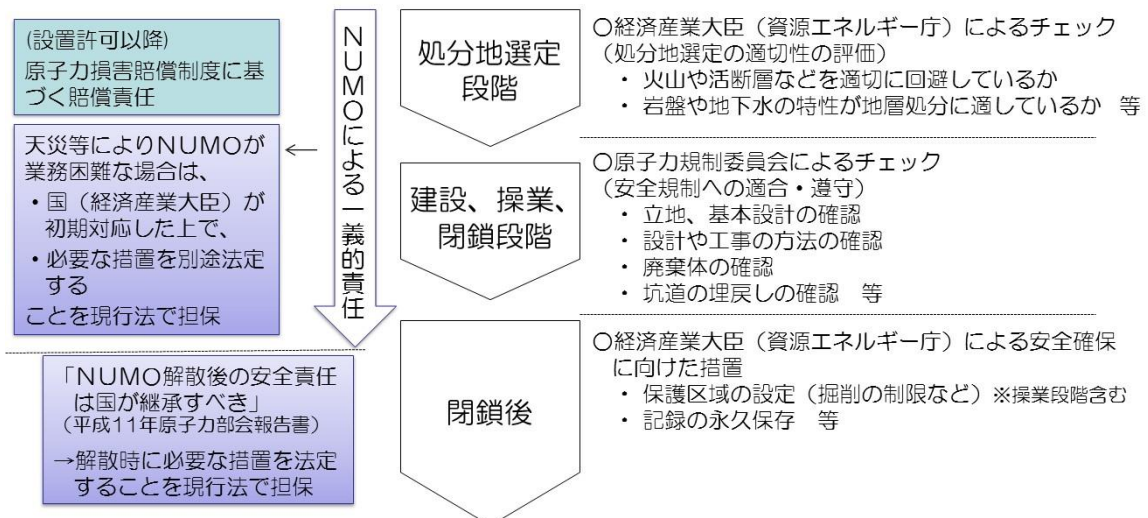 (設置許可以降)
原子力損害賠償制度に基
づく賠償責任
天災等によりNUMOが
業務困難な場合は、
・国（経済産業大臣）が
初期対応した上で、
・必要な措置を別途法定
する
ことを現行法で担保
「NUMO解散後の安全責任
は国が継承すべき」
（平成11年原子力部会報告書）
→解散時に必要な措置を法定
することを現行法で担保
NUMOによる一義的責任
処分地選定
段階
建設、操業、
閉鎖段階
閉鎖後
○経済産業大臣（資源エネルギー庁）によるチェック
（処分地選定の適切性の評価）
・ 火山や活断層などを適切に回避しているか
・ 岩盤や地下水の特性が地層処分に適しているか 等
○原子力規制委員会によるチェック
（安全規制への適合・遵守）
・ 立地、基本設計の確認
・ 設計や工事の方法の確認
・ 廃棄体の確認
・ 坑道の埋戻しの確認 等
○経済産業大臣（資源エネルギー庁）による安全確保
に向けた措置
・ 保護区域の設定（掘削の制限など）※操業段階含む
・ 記録の永久保存 等